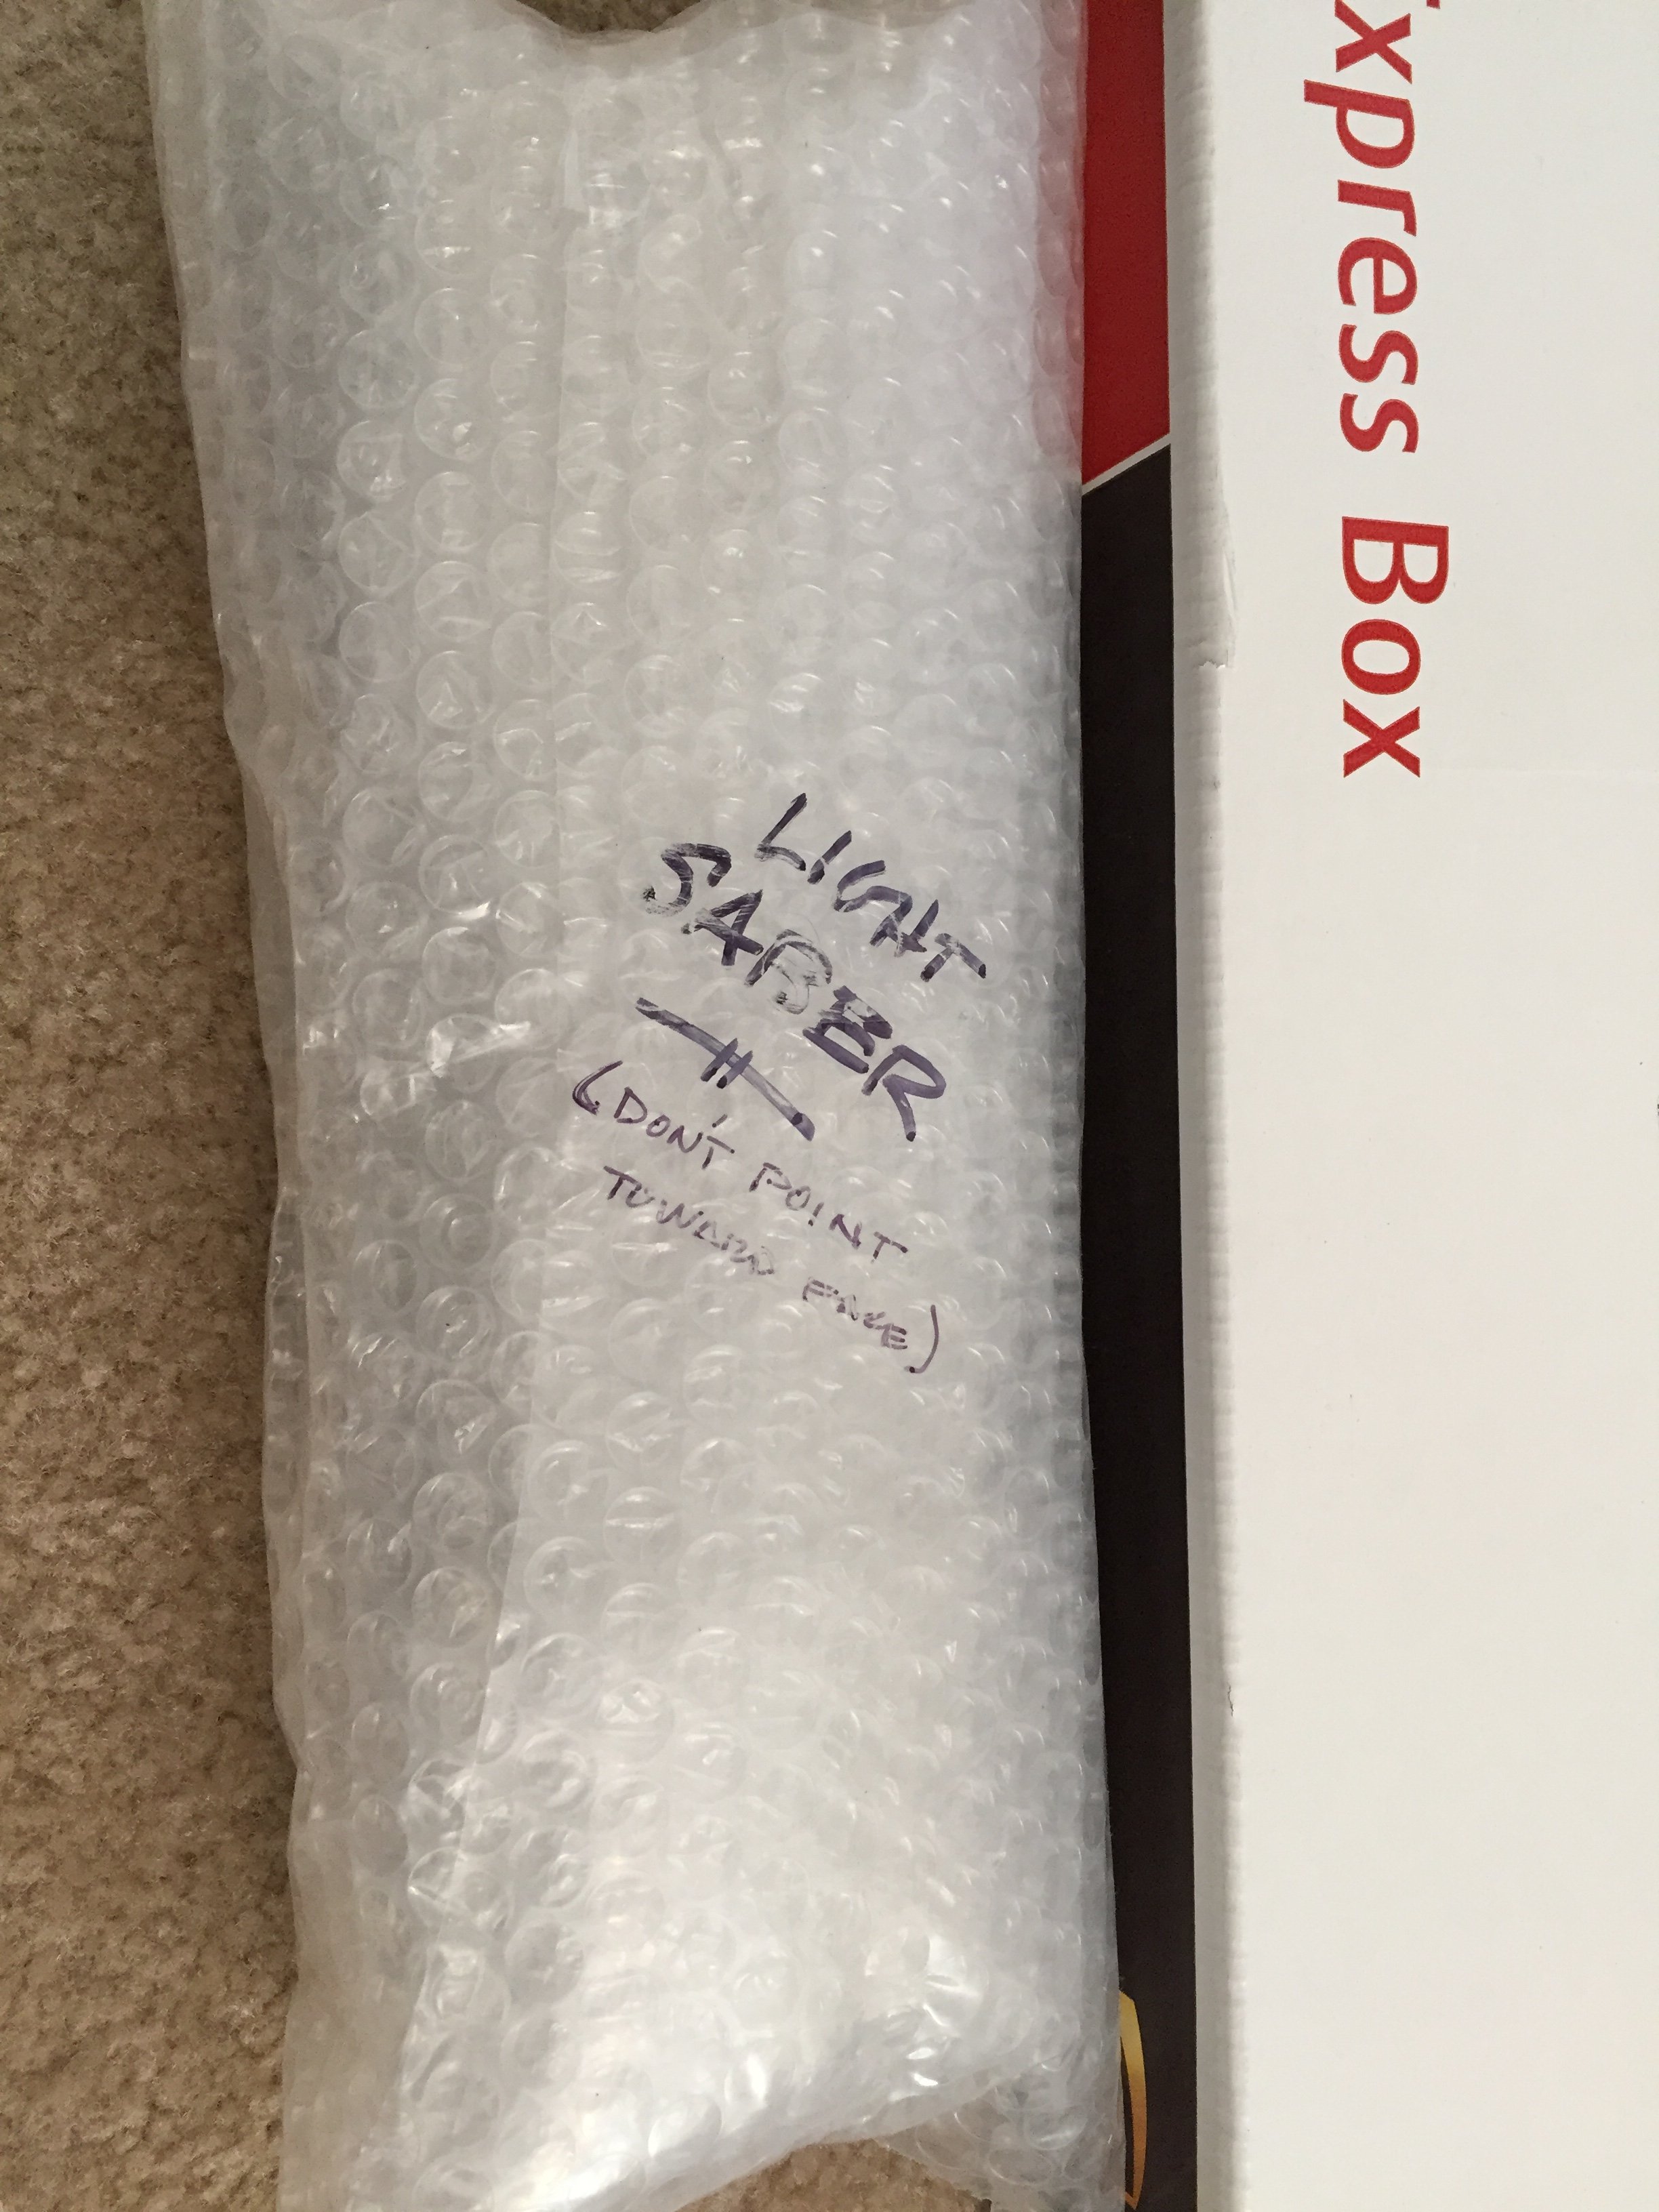 LIGHT
SABER
(DON'T POINT
TOWARD FACE)
Express Box